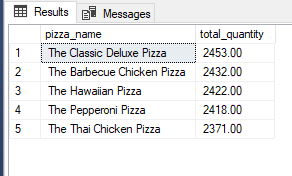 Results Messages
pizza_name total_quantity
1 The Classic Deluxe Pizza 2453.00
2 The Barbecue Chicken Pizza 2432.00
3 The Hawaiian Pizza 2422.00
4 The Pepperoni Pizza 2418.00
5 The Thai Chicken Pizza 2371.00